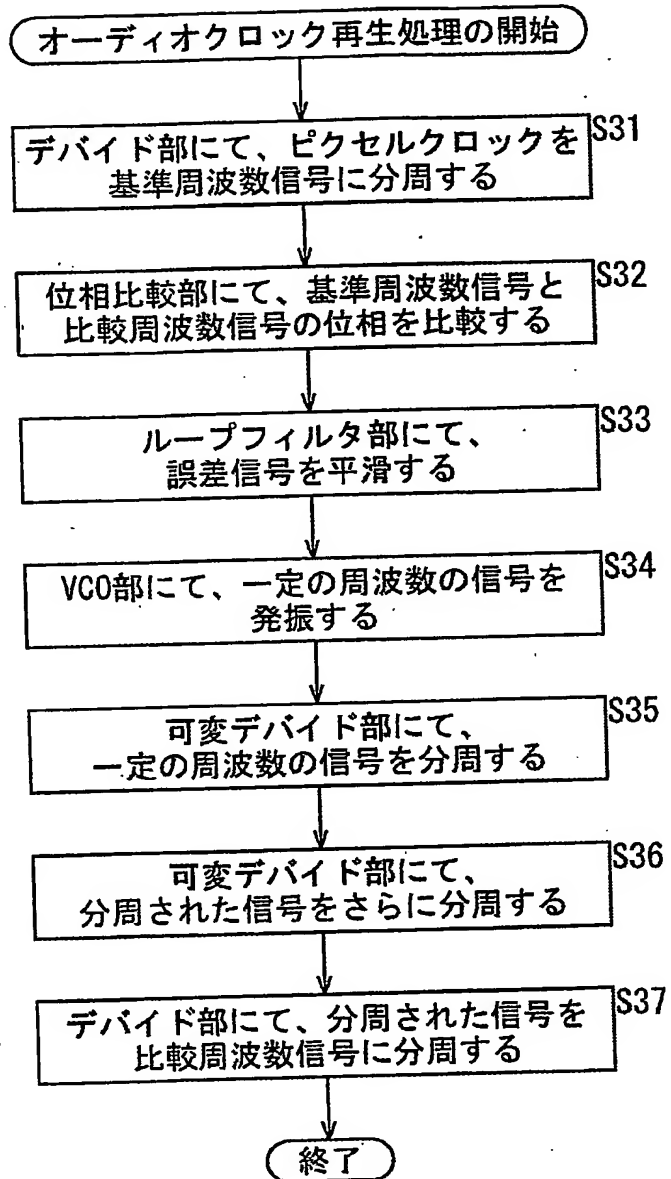 オーディオクロック再生処理の開始
S31
デバイド部にて、ピクセルクロックを
基準周波数信号に分周する
S32
位相比較部にて、基準周波数信号と
比較周波数信号の位相を比較する
S33
ループフィルタ部にて、
誤差信号を平滑する
S34
VCO部にて、一定の周波数の信号を
発振する
S35
可変デバイド部にて、
一定の周波数の信号を分周する
S36
可変デバイド部にて、
分周された信号をさらに分周する
S37
デバイド部にて、分周された信号を
比較周波数信号に分周する
終了